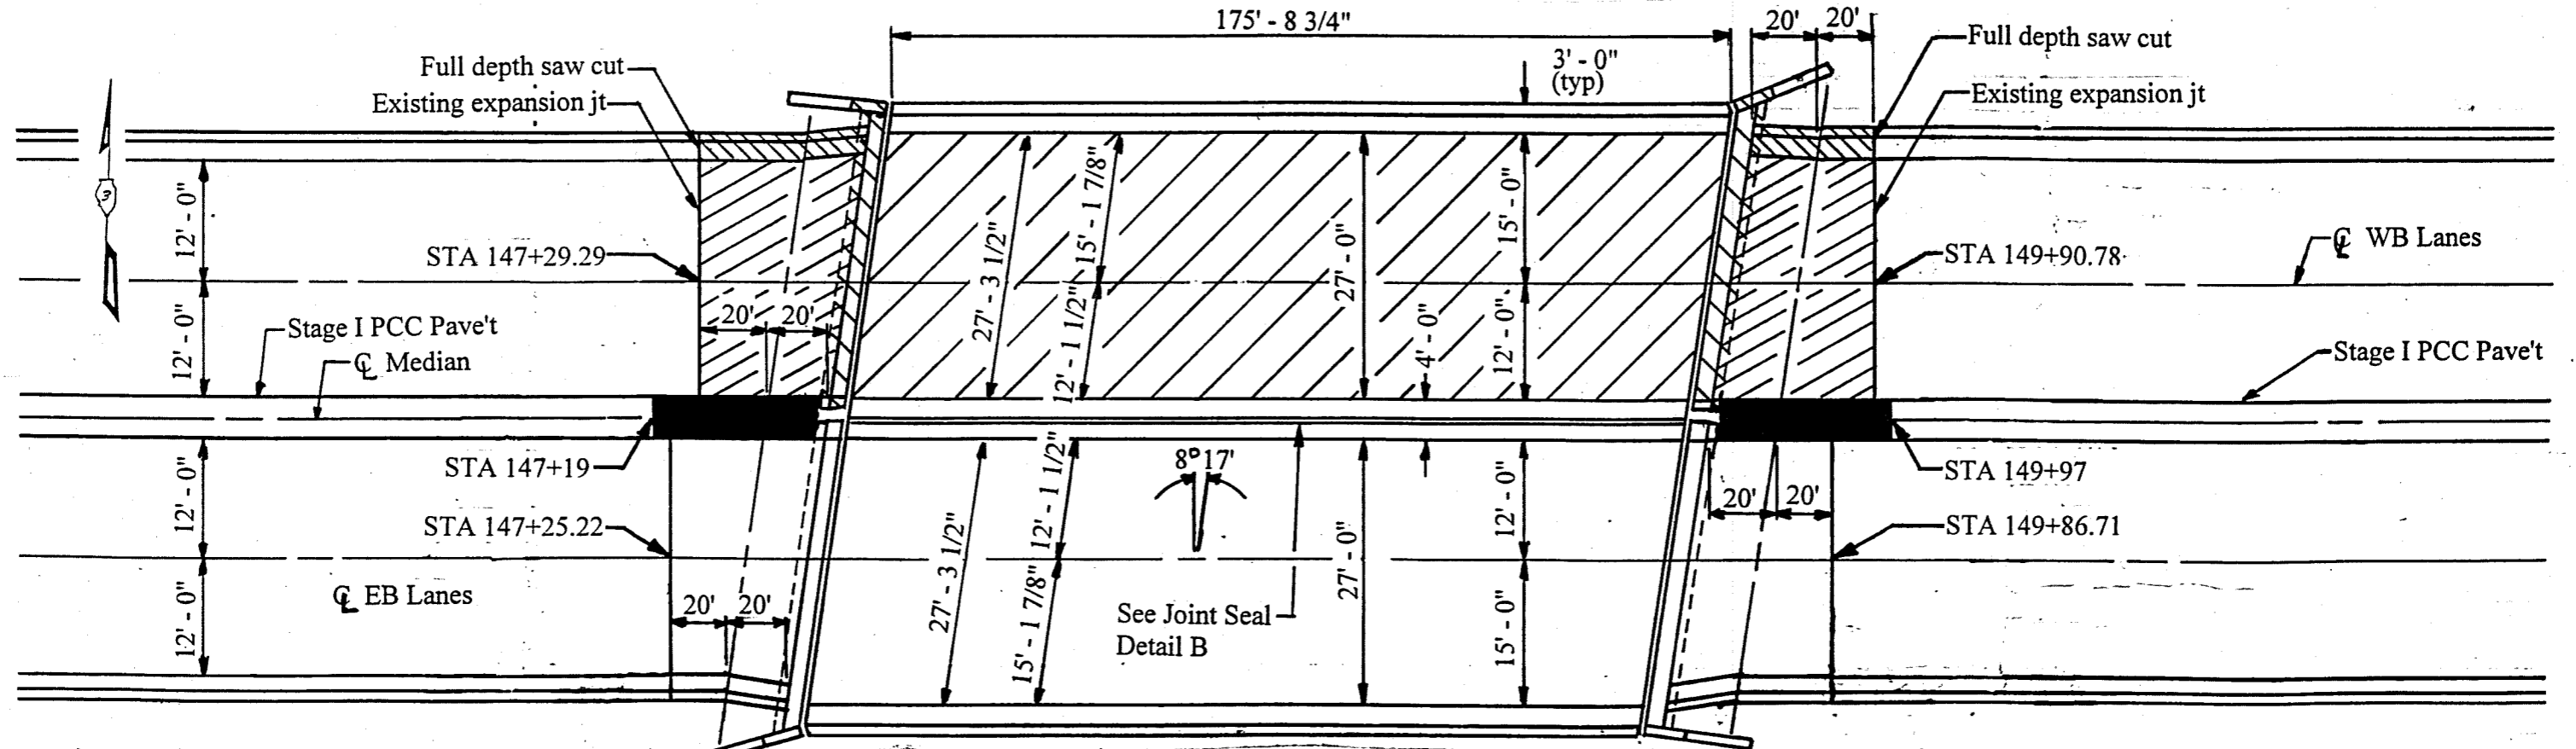 175' - 8 3/4"
20'
20'
Full depth saw cut
Existing expansion jt
3' - 0"
(typ)
Full depth saw cut
Existing expansion jt
3
12' - 0"
12' - 0"
STA 147+29.29
20'
20'
27' - 3 1/2"
15' - 1 7/8"
12' - 1 1/2"
27' - 0"
15' - 0"
12' - 0"
4' - 0"
STA 149+90.78
℄ WB Lanes
Stage I PCC Pave't
℄ Median
Stage I PCC Pave't
STA 147+19
STA 149+97
12' - 0"
12' - 0"
STA 147+25.22
27' - 3 1/2"
12' - 1 1/2"
15' - 1 7/8"
8° 17'
27' - 0"
12' - 0"
15' - 0"
20'
20'
STA 149+86.71
℄ EB Lanes
20'
20'
See Joint Seal
Detail B